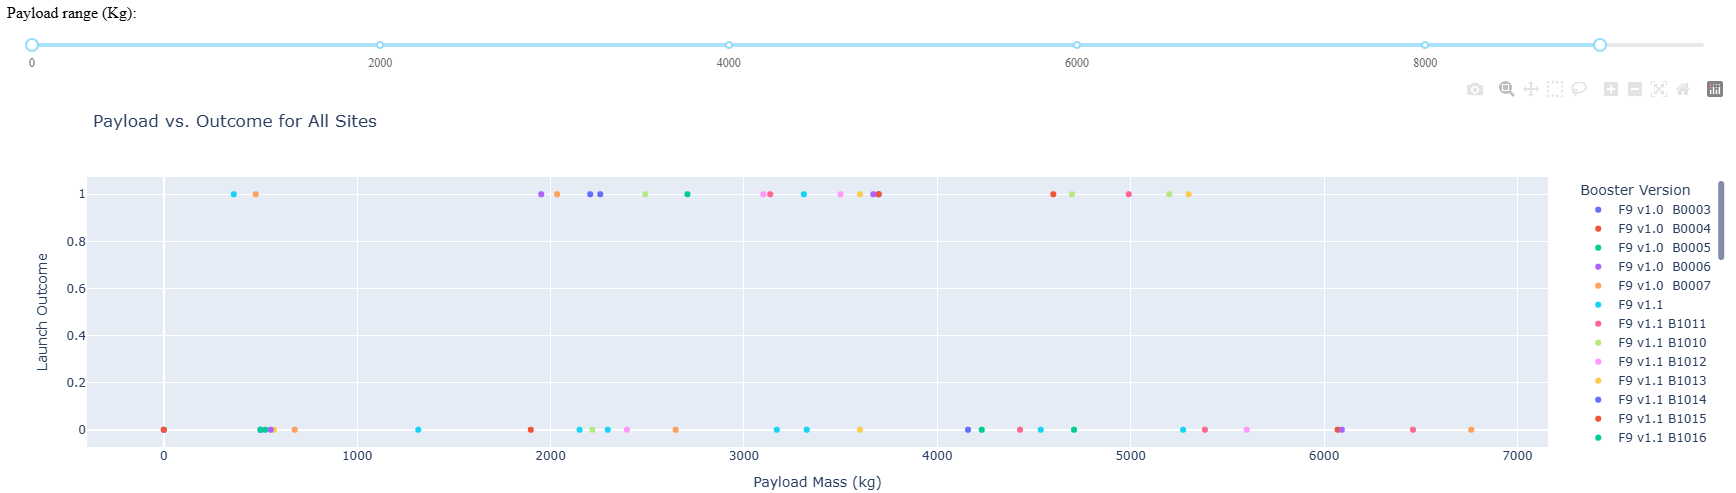 Payload range (Kg):
0 2000 4000 6000 8000
Payload vs. Outcome for All Sites
Launch Outcome
1
0.8
0.6
0.4
0.2
0
0 1000 2000 3000 4000 5000 6000 7000
Payload Mass (kg)
Booster Version
F9 v1.0  B0003
F9 v1.0  B0004
F9 v1.0  B0005
F9 v1.0  B0006
F9 v1.0  B0007
F9 v1.1
F9 v1.1 B1011
F9 v1.1 B1010
F9 v1.1 B1012
F9 v1.1 B1013
F9 v1.1 B1014
F9 v1.1 B1015
F9 v1.1 B1016